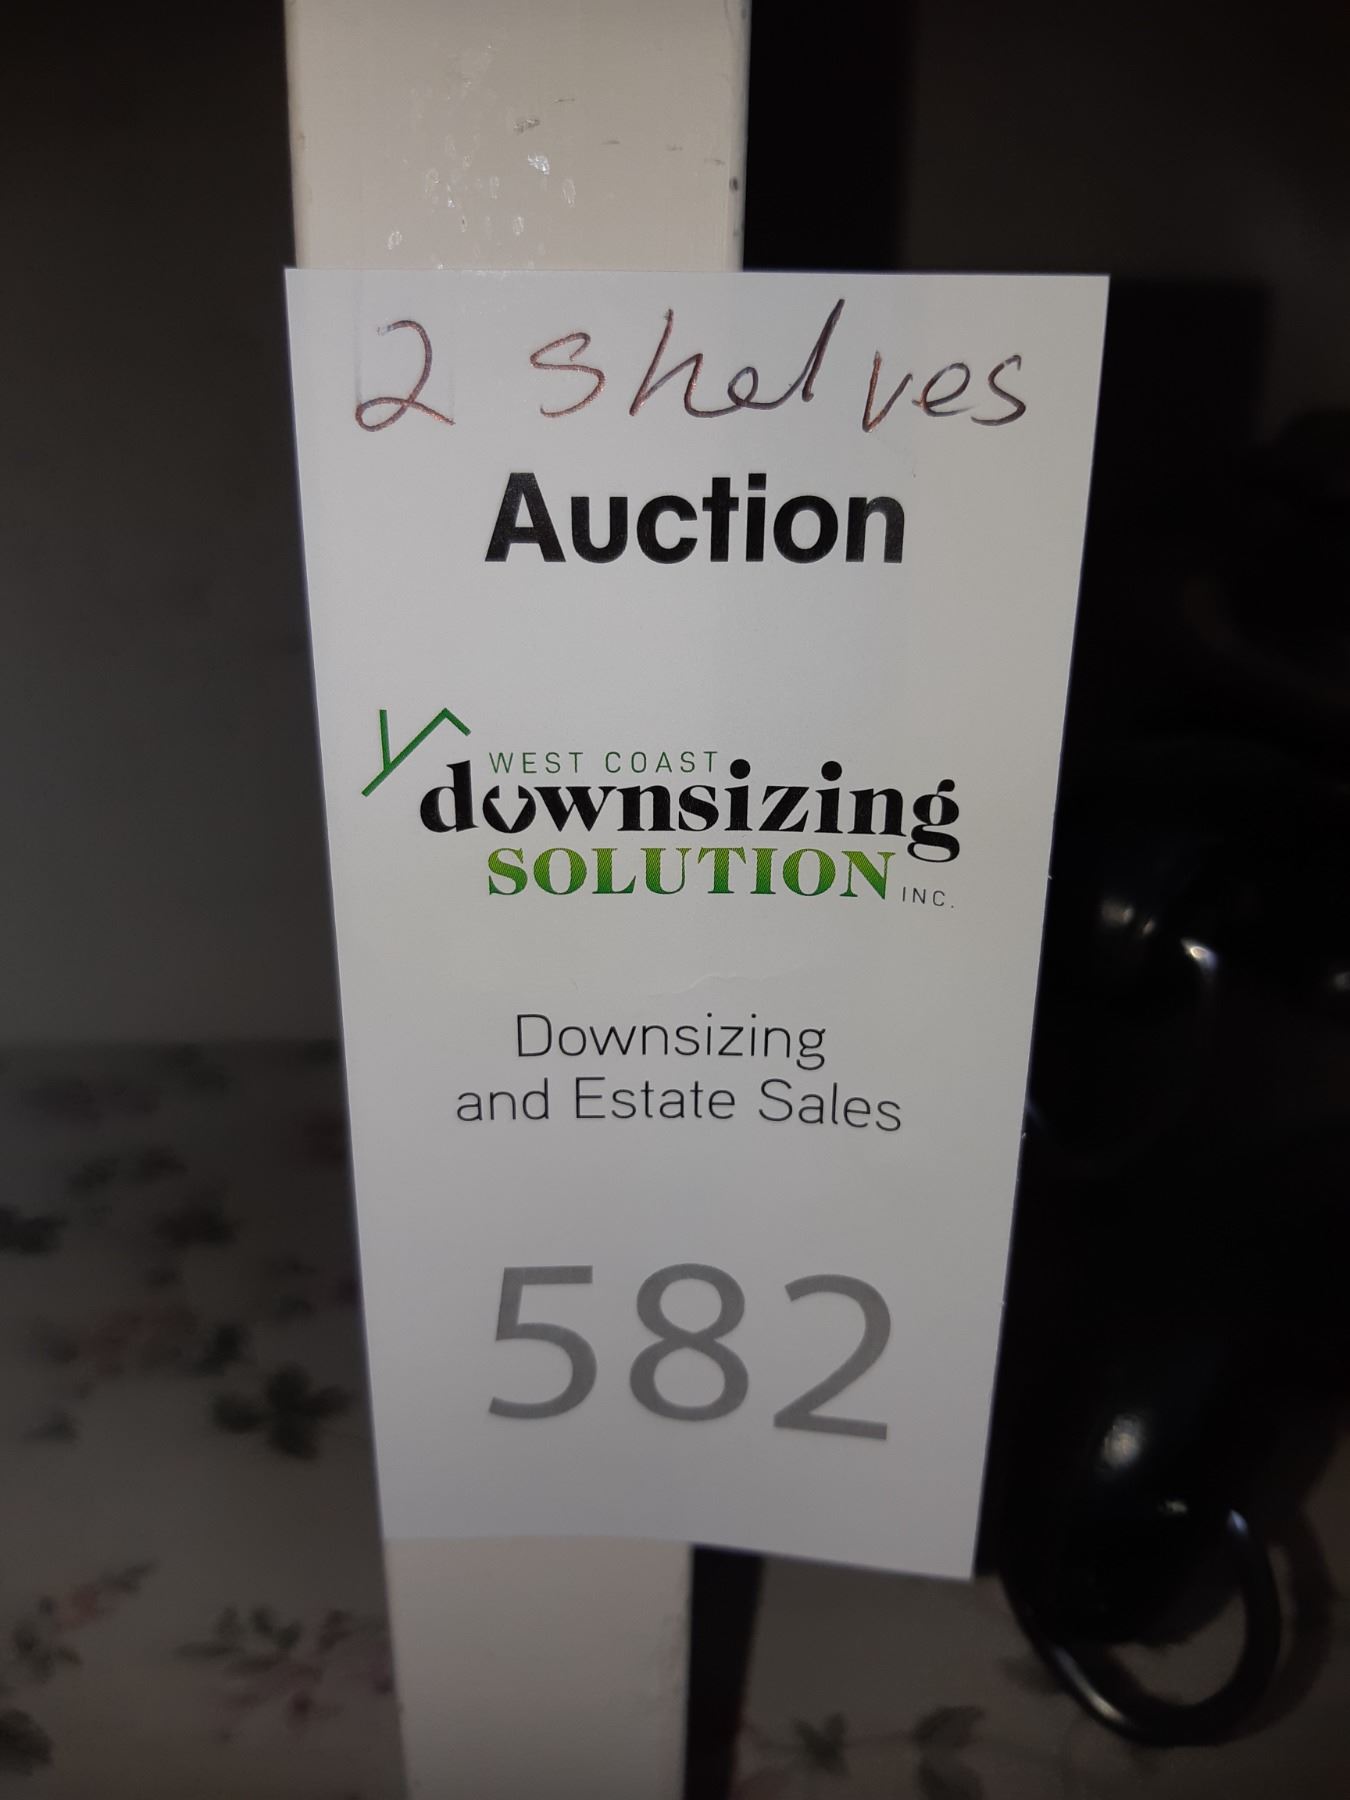 2 Shelves
Auction
WEST COAST
downsizing
SOLUTION INC.
Downsizing
and Estate Sales
582